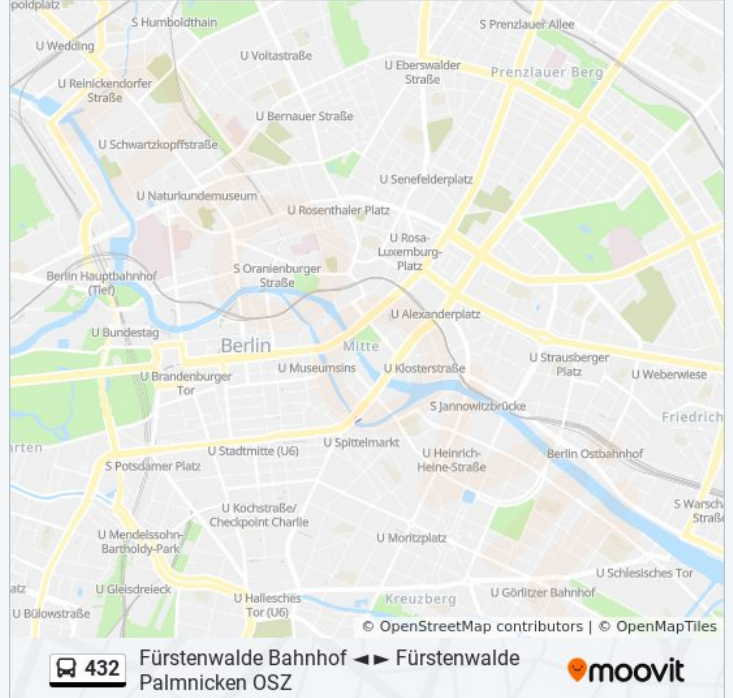 poldplatz
S Humboldthain
S Prenzlauer Allee
U Wedding
U Voltastraße
U Eberswalder
Straße
Prenzlauer Berg
U Reinickendorfer
Straße
U Bernauer Straße
U Schwartzkopffstraße
U Senefelderplatz
U Naturkundemuseum
U Rosenthaler Platz
U Rosa-
Luxemburg-
Platz
S Oranienburger
Straße
Berlin Hauptbahnhof
(Tief)
U Alexanderplatz
U Bundestag
Berlin
Mitte
U Strausberger
Platz
U Museumsins
U Klosterstraße
U Weberwiese
U Brandenburger
Tor
S Jannowitzbrücke
Friedrich
U Spittelmarkt
arten
U Stadtmitte (U6)
U Heinrich-
Heine-Straße
Berlin Ostbahnhof
S Potsdamer Platz
S Warsch
Straße
U Kochstraße/
Checkpoint Charlie
U Mendelssohn-
Bartholdy-Park
U Moritzplatz
U Schlesisches Tor
atz
U Gleisdreieck
U Hallesches
Tor (U6)
Kreuzberg
U Görlitzer Bahnhof
U Bülowstraße
© OpenStreetMap contributors | © OpenMapTiles
432
Fürstenwalde Bahnhof ◄ ► Fürstenwalde
Palmnicken OSZ
moovit